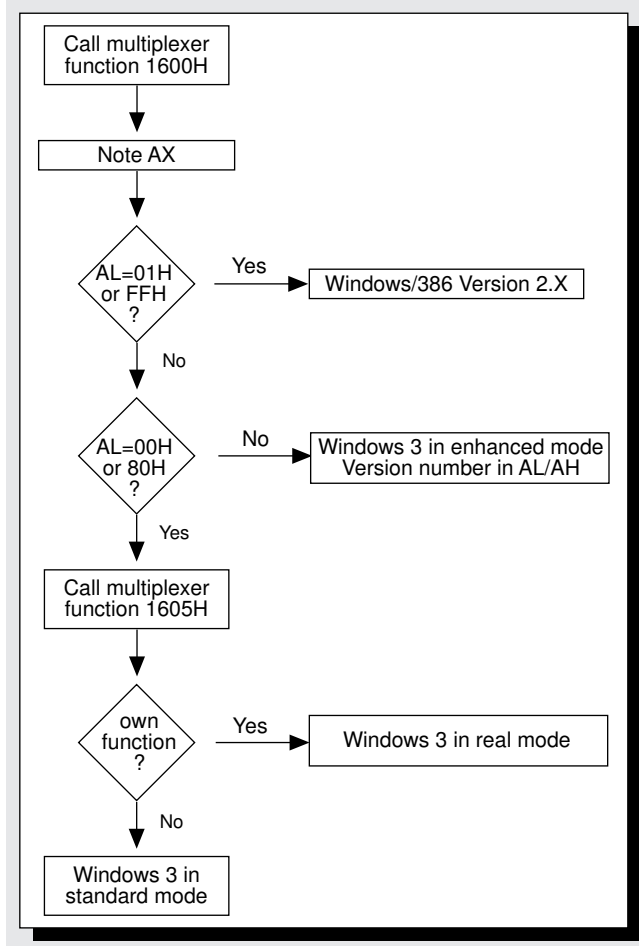 Call multiplexer
function 1600H
Note AX
AL=01H
or FFH
?
Yes
Windows/386 Version 2.X
No
AL=00H
or 80H
?
No
Windows 3 in enhanced mode
Version number in AL/AH
Yes
Call multiplexer
function 1605H
own
function
?
Yes
Windows 3 in real mode
No
Windows 3 in
standard mode